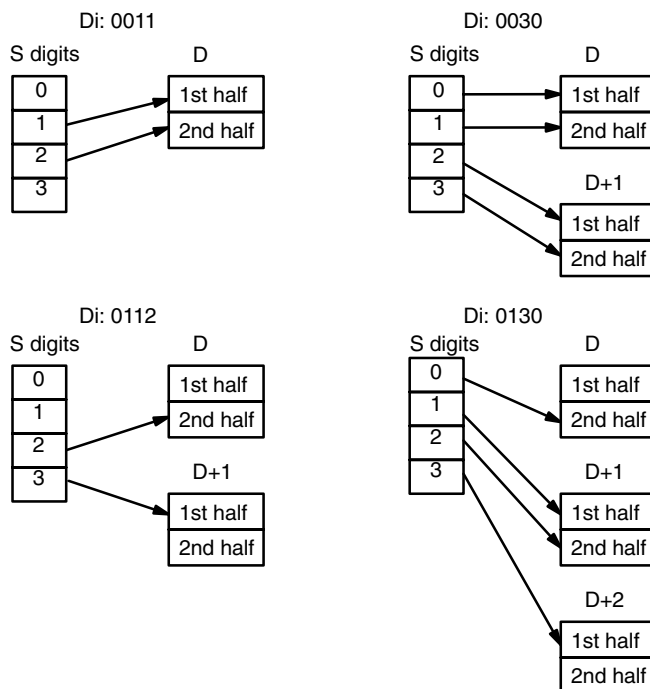 Di: 0011
S digits
D
0
1
2
3
1st half
2nd half
Di: 0030
S digits
D
0
1
2
3
1st half
2nd half
D+1
1st half
2nd half
Di: 0112
S digits
D
0
1
2
3
1st half
2nd half
D+1
1st half
2nd half
Di: 0130
S digits
D
0
1
2
3
1st half
2nd half
D+1
1st half
2nd half
D+2
1st half
2nd half